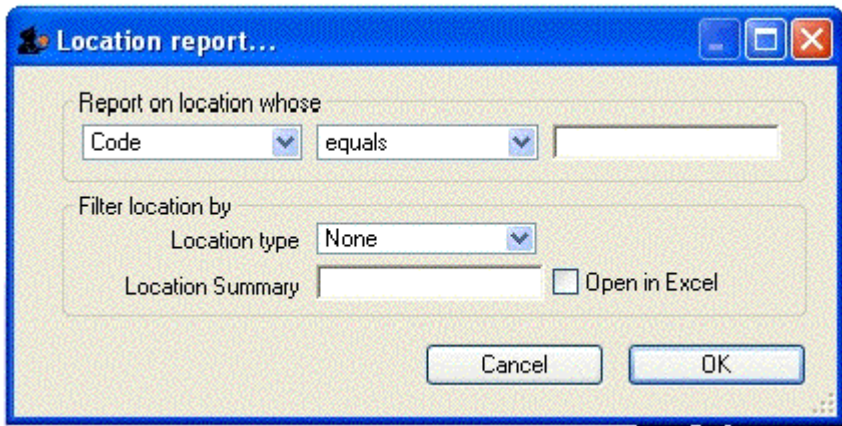 Location report...
Report on location whose
Code equals
Filter location by
Location type None
Location Summary Open in Excel
Cancel OK